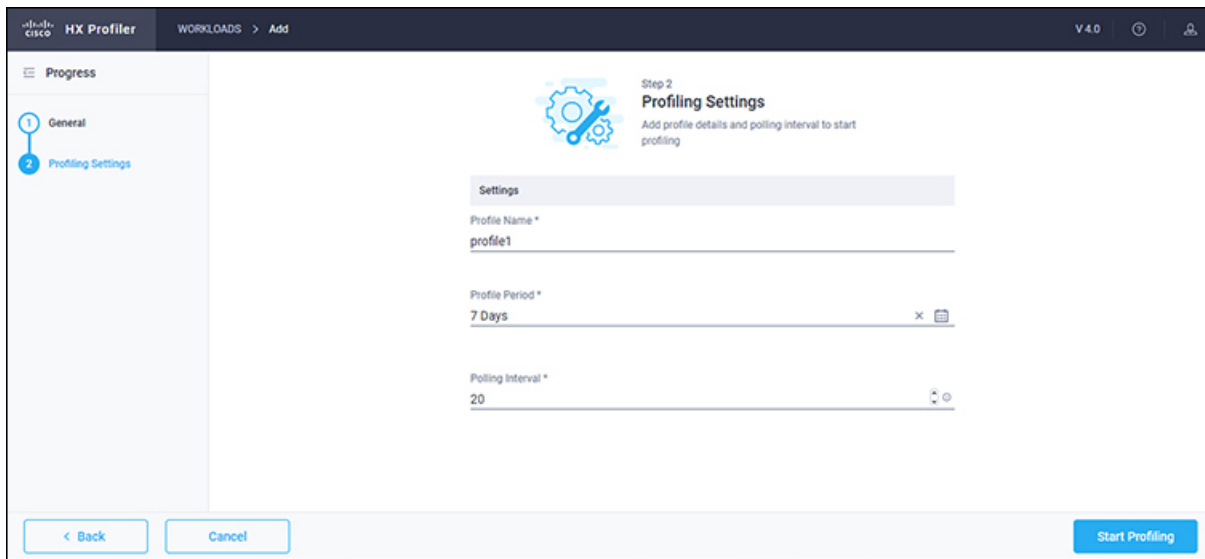 CISCO HX Profiler WORKLOADS > Add V 4.0
Progress
1 General
2 Profiling Settings
Step 2
Profiling Settings
Add profile details and polling interval to start
profiling
Settings
Profile Name *
profile1
Profile Period *
7 Days
Polling Interval *
20
< Back Cancel Start Profiling